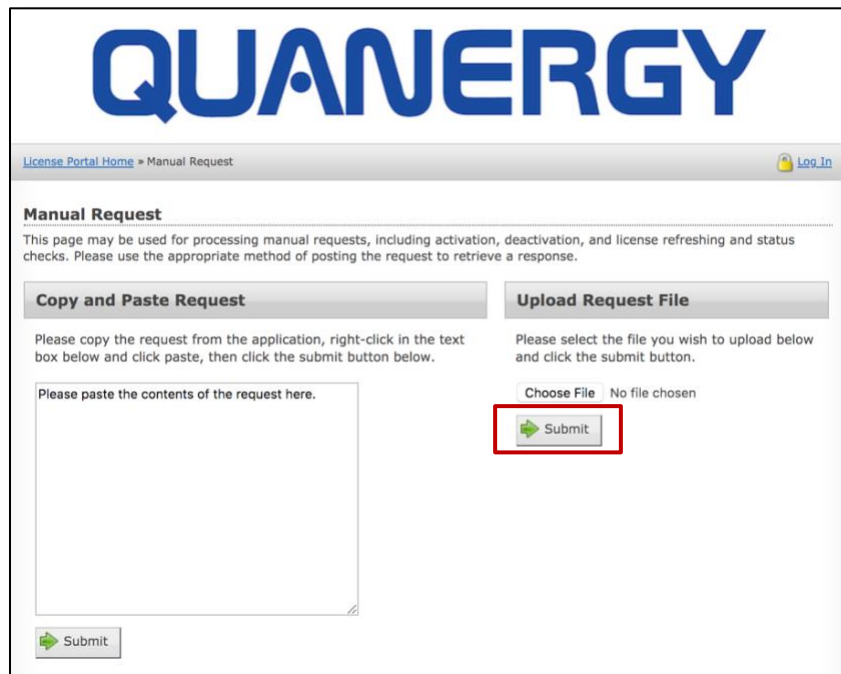 QUANERGY
License Portal Home » Manual Request
Log In
Manual Request
This page may be used for processing manual requests, including activation, deactivation, and license refreshing and status
checks. Please use the appropriate method of posting the request to retrieve a response.
Copy and Paste Request
Please copy the request from the application, right-click in the text
box below and click paste, then click the submit button below.
Please paste the contents of the request here.
Submit
Upload Request File
Please select the file you wish to upload below
and click the submit button.
Choose File No file chosen
Submit